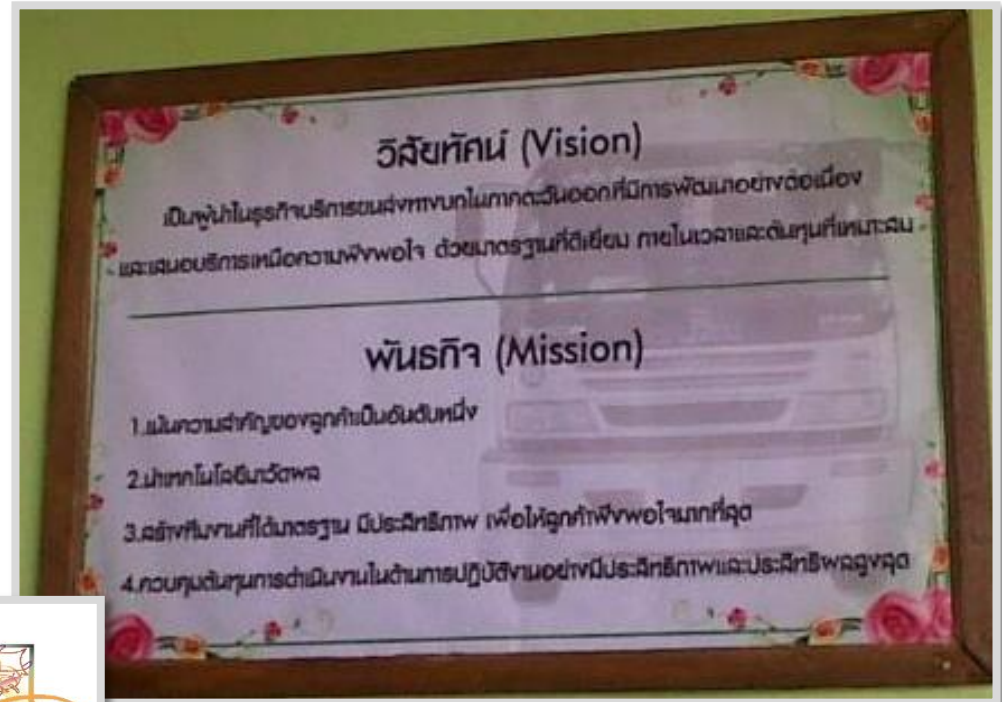 วิสัยทัศน์ (Vision)
เป็นผู้นำในธุรกิจบริการขนส่งทางบกในภาคตะวันออกที่มีการพัฒนาอย่างต่อเนื่อง
และเสนอบริการเหนือความพึงพอใจ ด้วยมาตรฐานที่ดีเยี่ยม ภายในเวลาและต้นทุนที่เหมาะสม
พันธกิจ (Mission)
1.เน้นความสำคัญของลูกค้าเป็นอันดับหนึ่ง
2.นำเทคโนโลยีมาวัดผล
3.สร้างทีมงานที่ได้มาตรฐาน มีประสิทธิภาพ เพื่อให้ลูกค้าพึงพอใจมากที่สุด
4.ควบคุมต้นทุนการดำเนินงานในด้านการปฏิบัติงานอย่างมีประสิทธิภาพและประสิทธิผลสูงสุด